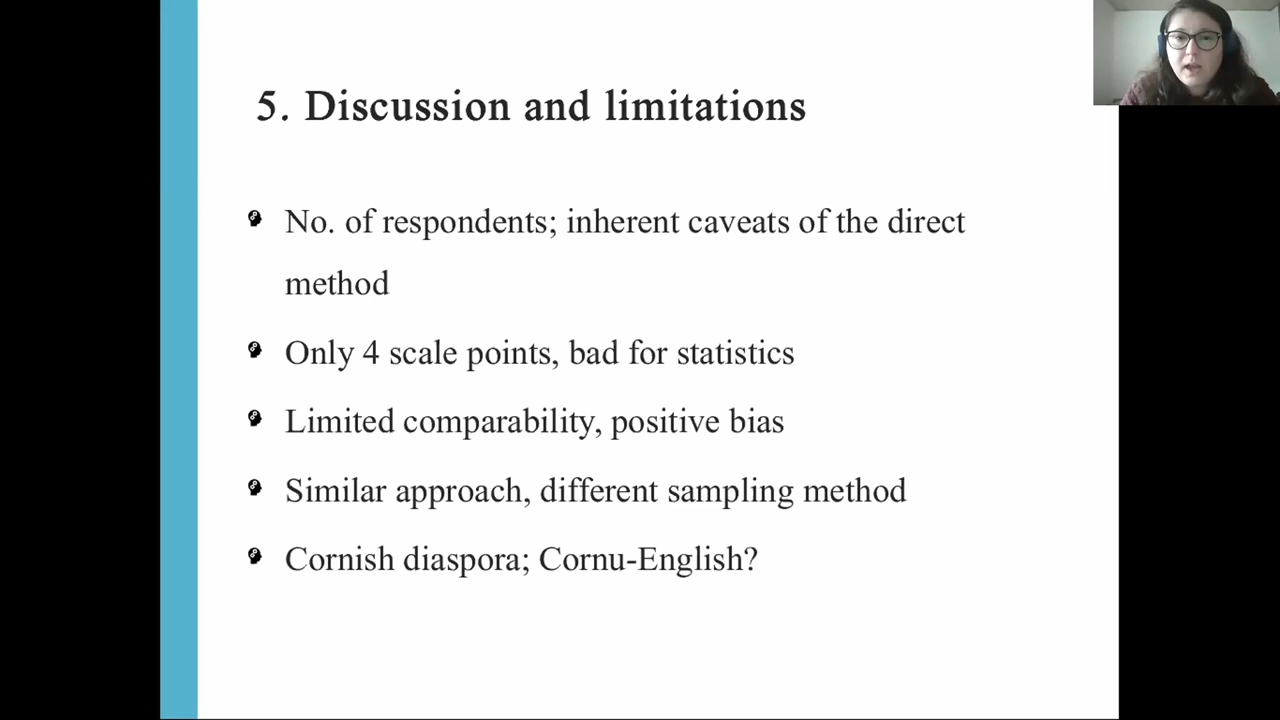 5. Discussion and limitations
No. of respondents; inherent caveats of the direct
method
Only 4 scale points, bad for statistics
Limited comparability, positive bias
Similar approach, different sampling method
Cornish diaspora; Cornu-English?